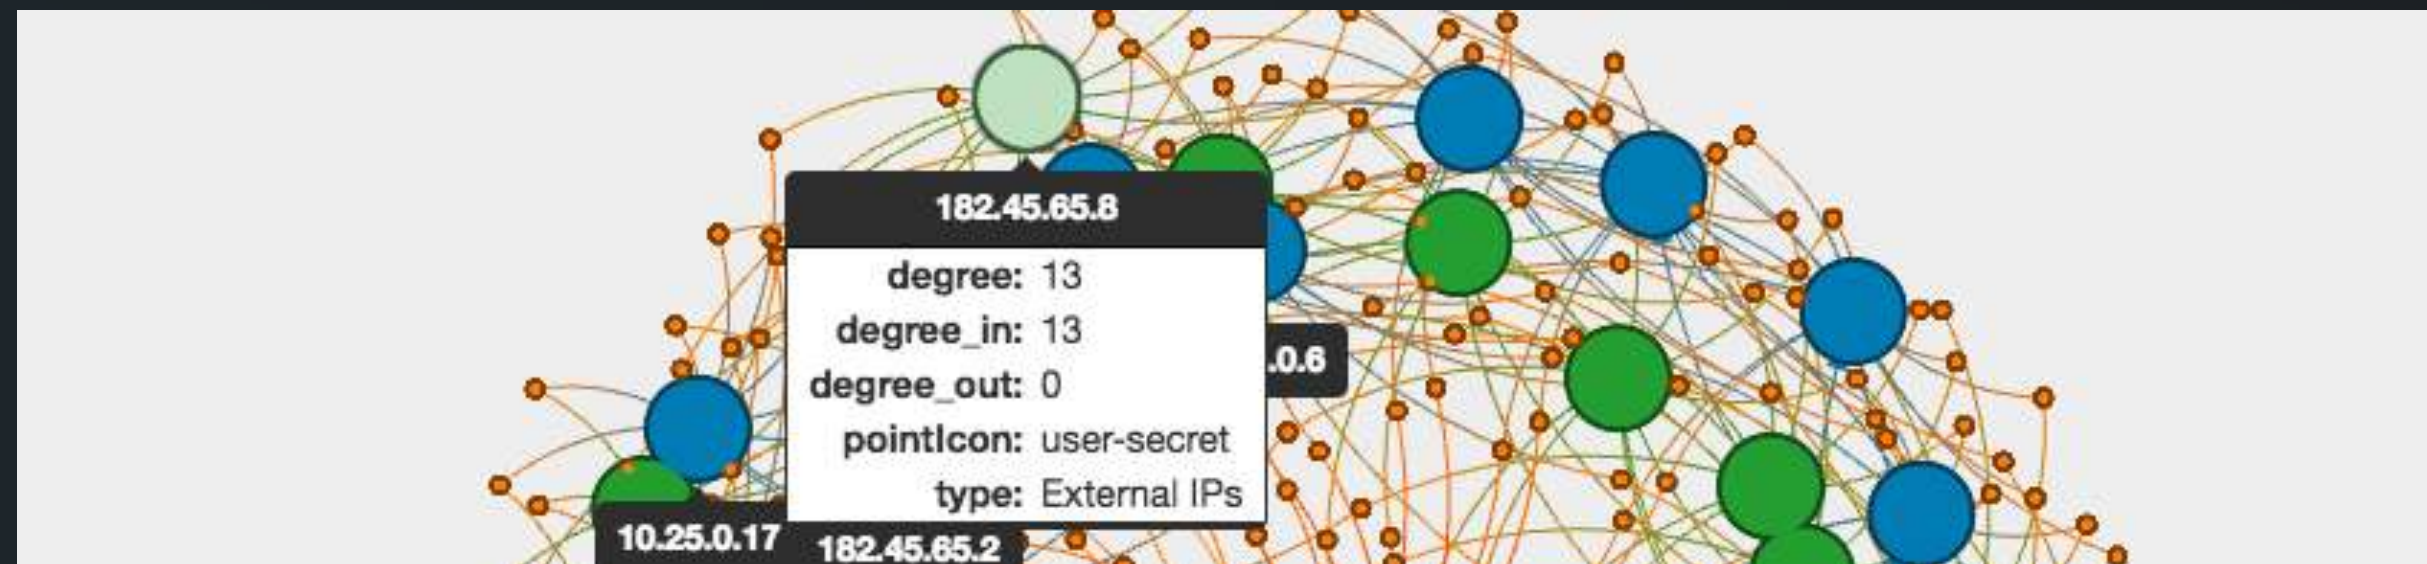 182.45.65.8
degree: 13
degree_in: 13
degree_out: 0
.0.6
pointIcon: user-secret
type: External IPs
10.25.0.17
182.45.65.2